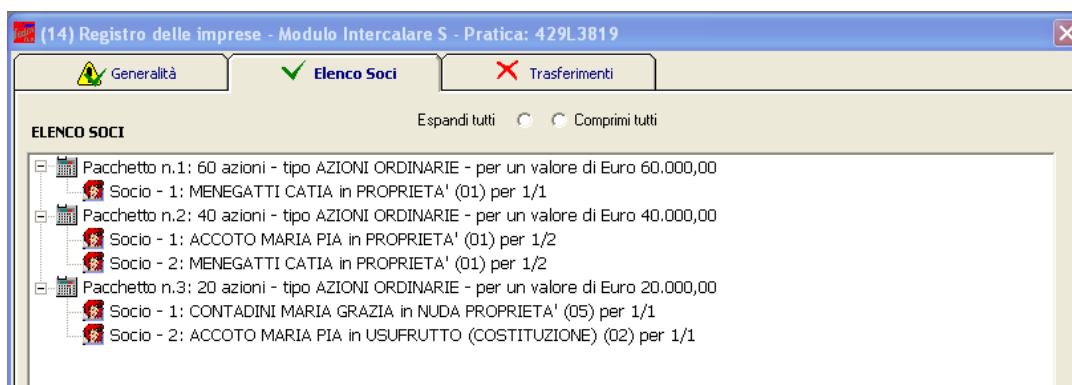 (14) Registro delle imprese - Modulo Intercalare S - Pratica: 429L3819
Generalità Elenco Soci Trasferimenti
Espandi tutti Comprimi tutti
ELENCO SOCI
Pacchetto n.1: 60 azioni - tipo AZIONI ORDINARIE - per un valore di Euro 60.000,00
Socio - 1: MENEGATTI CATIA in PROPRIETA' (01) per 1/1
Pacchetto n.2: 40 azioni - tipo AZIONI ORDINARIE - per un valore di Euro 40.000,00
Socio - 1: ACCOTO MARIA PIA in PROPRIETA' (01) per 1/2
Socio - 2: MENEGATTI CATIA in PROPRIETA' (01) per 1/2
Pacchetto n.3: 20 azioni - tipo AZIONI ORDINARIE - per un valore di Euro 20.000,00
Socio - 1: CONTADINI MARIA GRAZIA in NUDA PROPRIETA' (05) per 1/1
Socio - 2: ACCOTO MARIA PIA in USUFRUTTO (COSTITUZIONE) (02) per 1/1